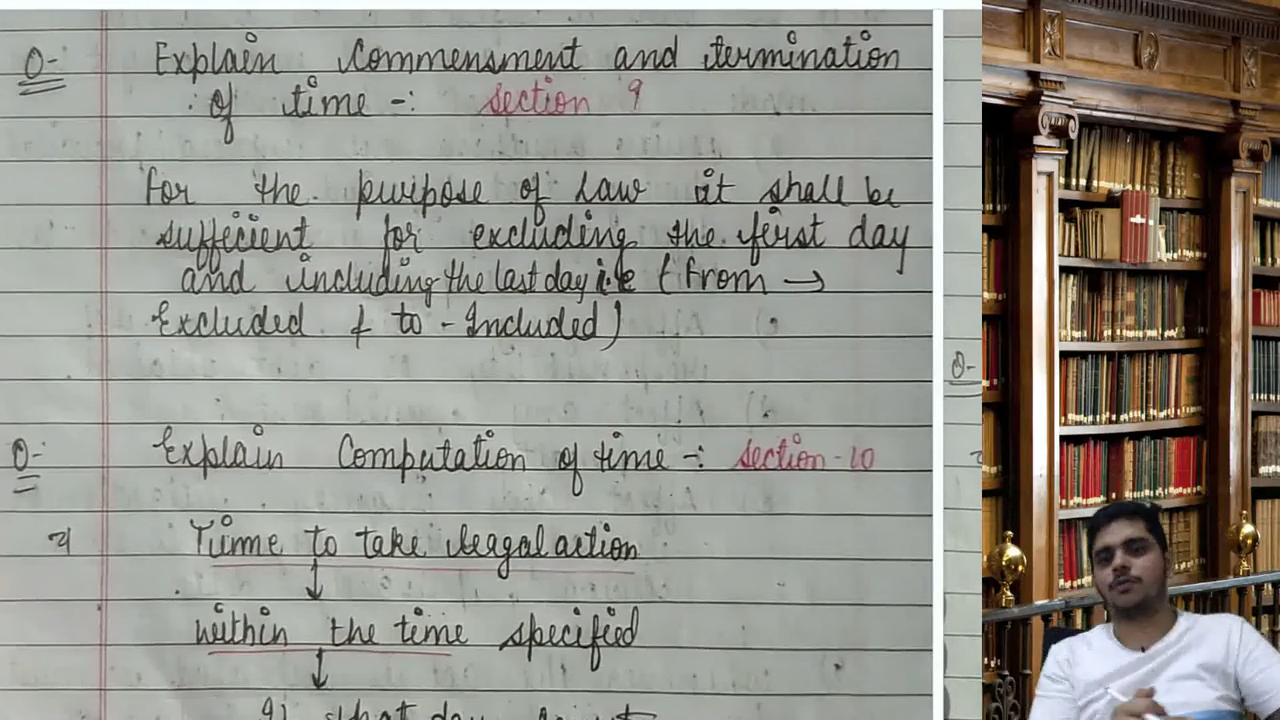 Q-
Explain Commensment and termination
of time -: section 9
For the purpose of Law it shall be
sufficient for excluding the first day
and including the last day i.e (From →
Excluded & to - Included)
Q-
Explain Computation of time -: section - 10
Time to take leagal action
↓
within the time specified
↓
Q-